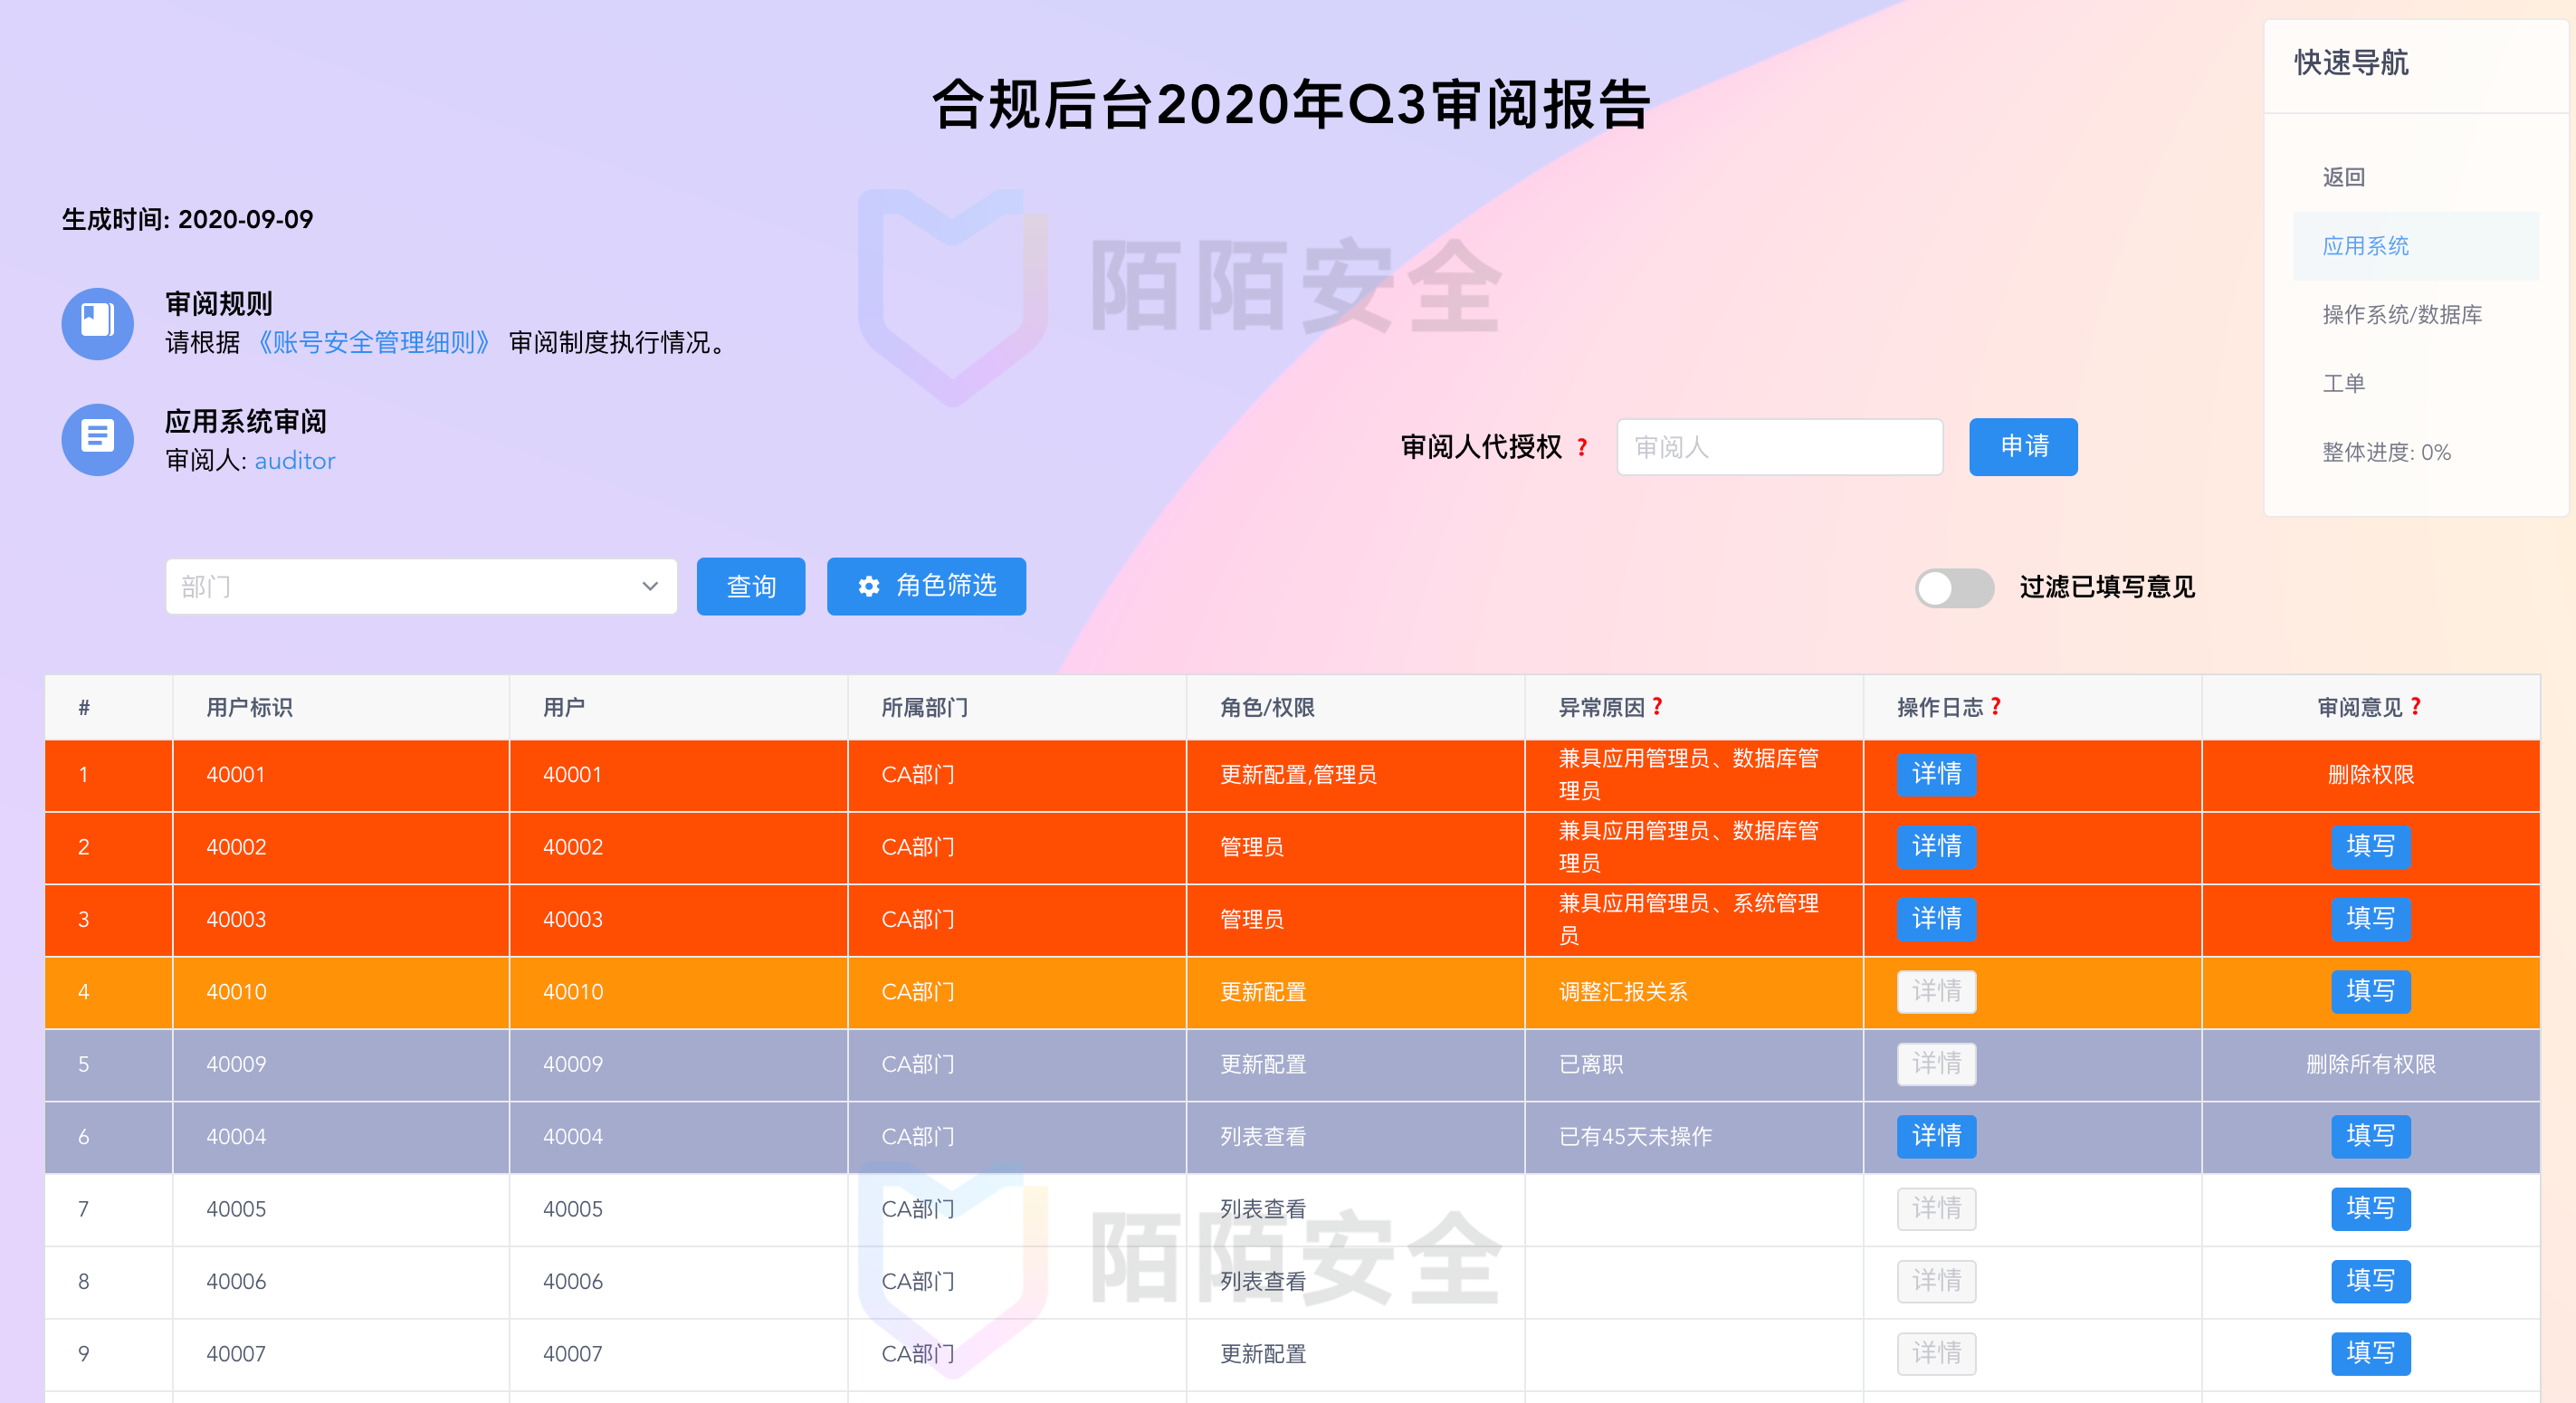 合规后台2020年Q3审阅报告
快速导航
返回
应用系统
操作系统/数据库
工单
整体进度: 0%
生成时间: 2020-09-09
陌陌安全
审阅规则
请根据 《账号安全管理细则》 审阅制度执行情况。
应用系统审阅
审阅人: auditor
审阅人代授权 ? 审阅人 申请
部门 查询 角色筛选 过滤已填写意见
# 用户标识 用户 所属部门 角色/权限 异常原因 ? 操作日志 ? 审阅意见 ?
1 40001 40001 CA部门 更新配置,管理员 兼具应用管理员、数据库管
理员 详情 删除权限
2 40002 40002 CA部门 管理员 兼具应用管理员、数据库管
理员 详情 填写
3 40003 40003 CA部门 管理员 兼具应用管理员、系统管理
员 详情 填写
4 40010 40010 CA部门 更新配置 调整汇报关系 详情 填写
5 40009 40009 CA部门 更新配置 已离职 详情 删除所有权限
6 40004 40004 CA部门 列表查看 已有45天未操作 详情 填写
7 40005 40005 CA部门 列表查看 详情 填写
陌陌安全
8 40006 40006 CA部门 列表查看 详情 填写
9 40007 40007 CA部门 更新配置 详情 填写